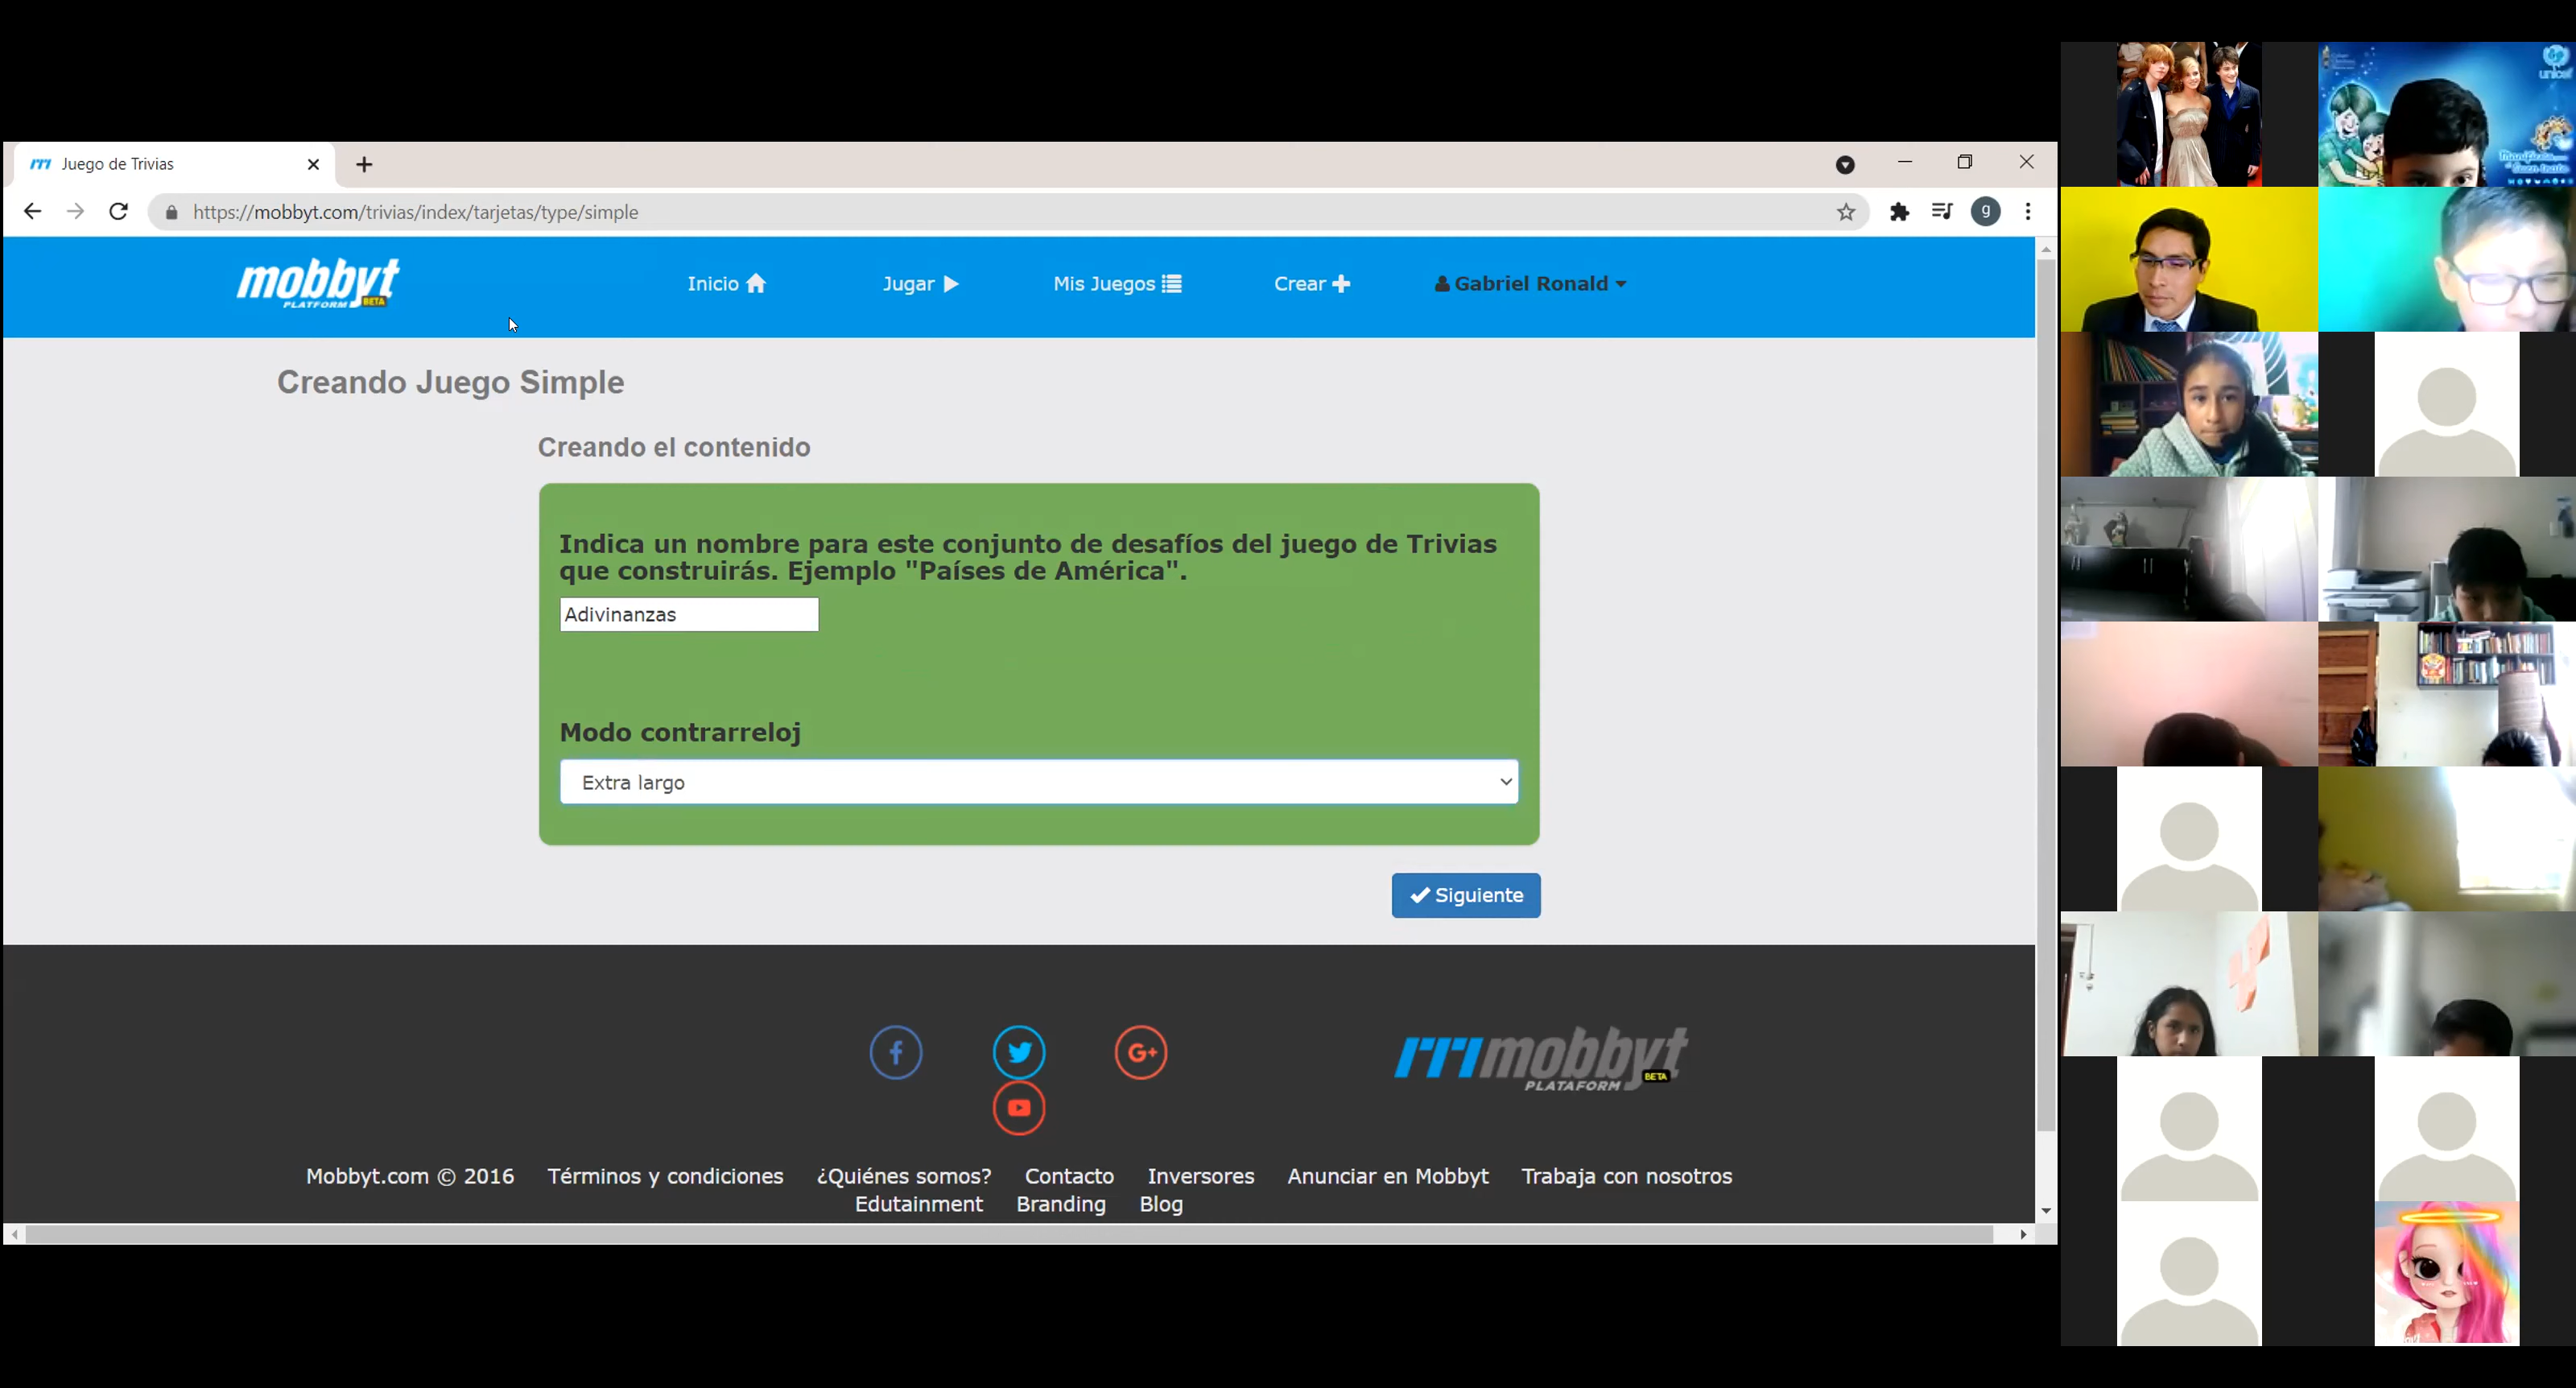 Juego de Trivias
https://mobbyt.com/trivias/index/tarjetas/type/simple
g
mobbyt
PLATFORM BETA
Inicio
Jugar
Mis Juegos
Crear
Gabriel Ronald
Creando Juego Simple
Creando el contenido
Indica un nombre para este conjunto de desafíos del juego de Trivias
que construirás. Ejemplo "Países de América".
Adivinanzas
Modo contrarreloj
Extra largo
Siguiente
f
G+
mobbyt
PLATAFORM BETA
Mobbyt.com © 2016 Términos y condiciones ¿Quiénes somos? Contacto Inversores Anunciar en Mobbyt Trabaja con nosotros
Edutainment Branding Blog
unicef